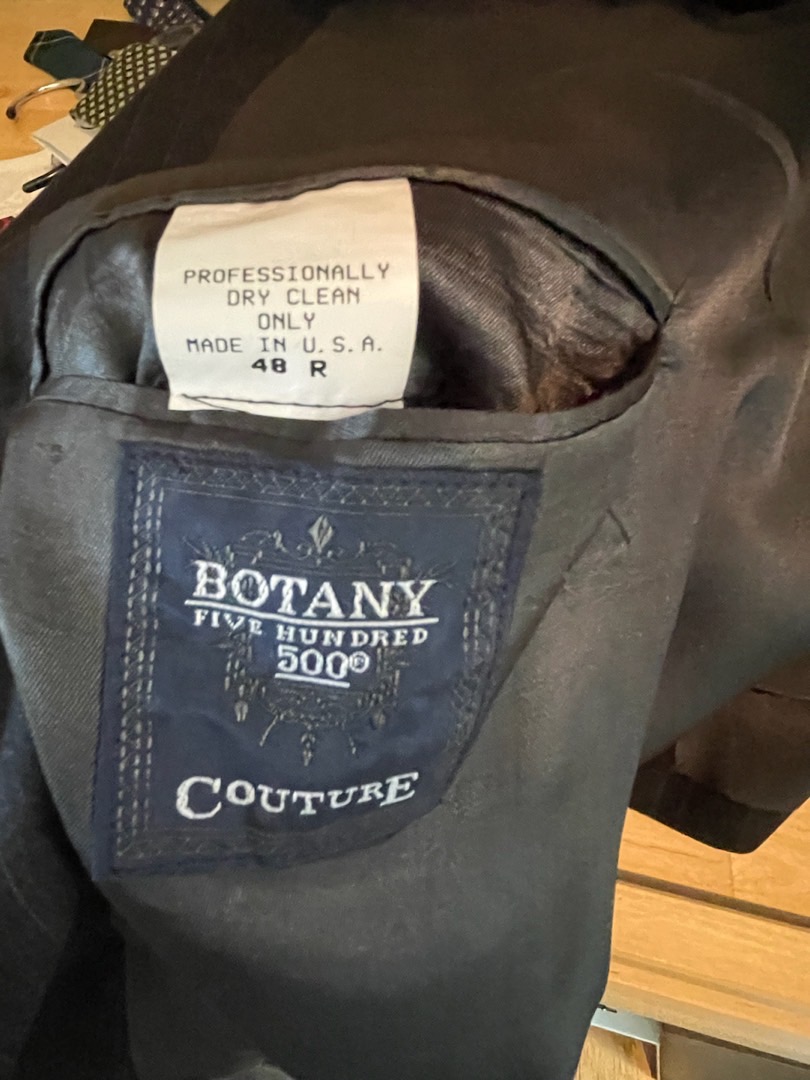 PROFESSIONALLY
DRY CLEAN
ONLY
MADE IN U.S.A.
48 R
BOTANY
FIVE HUNDRED
500®
COUTURE